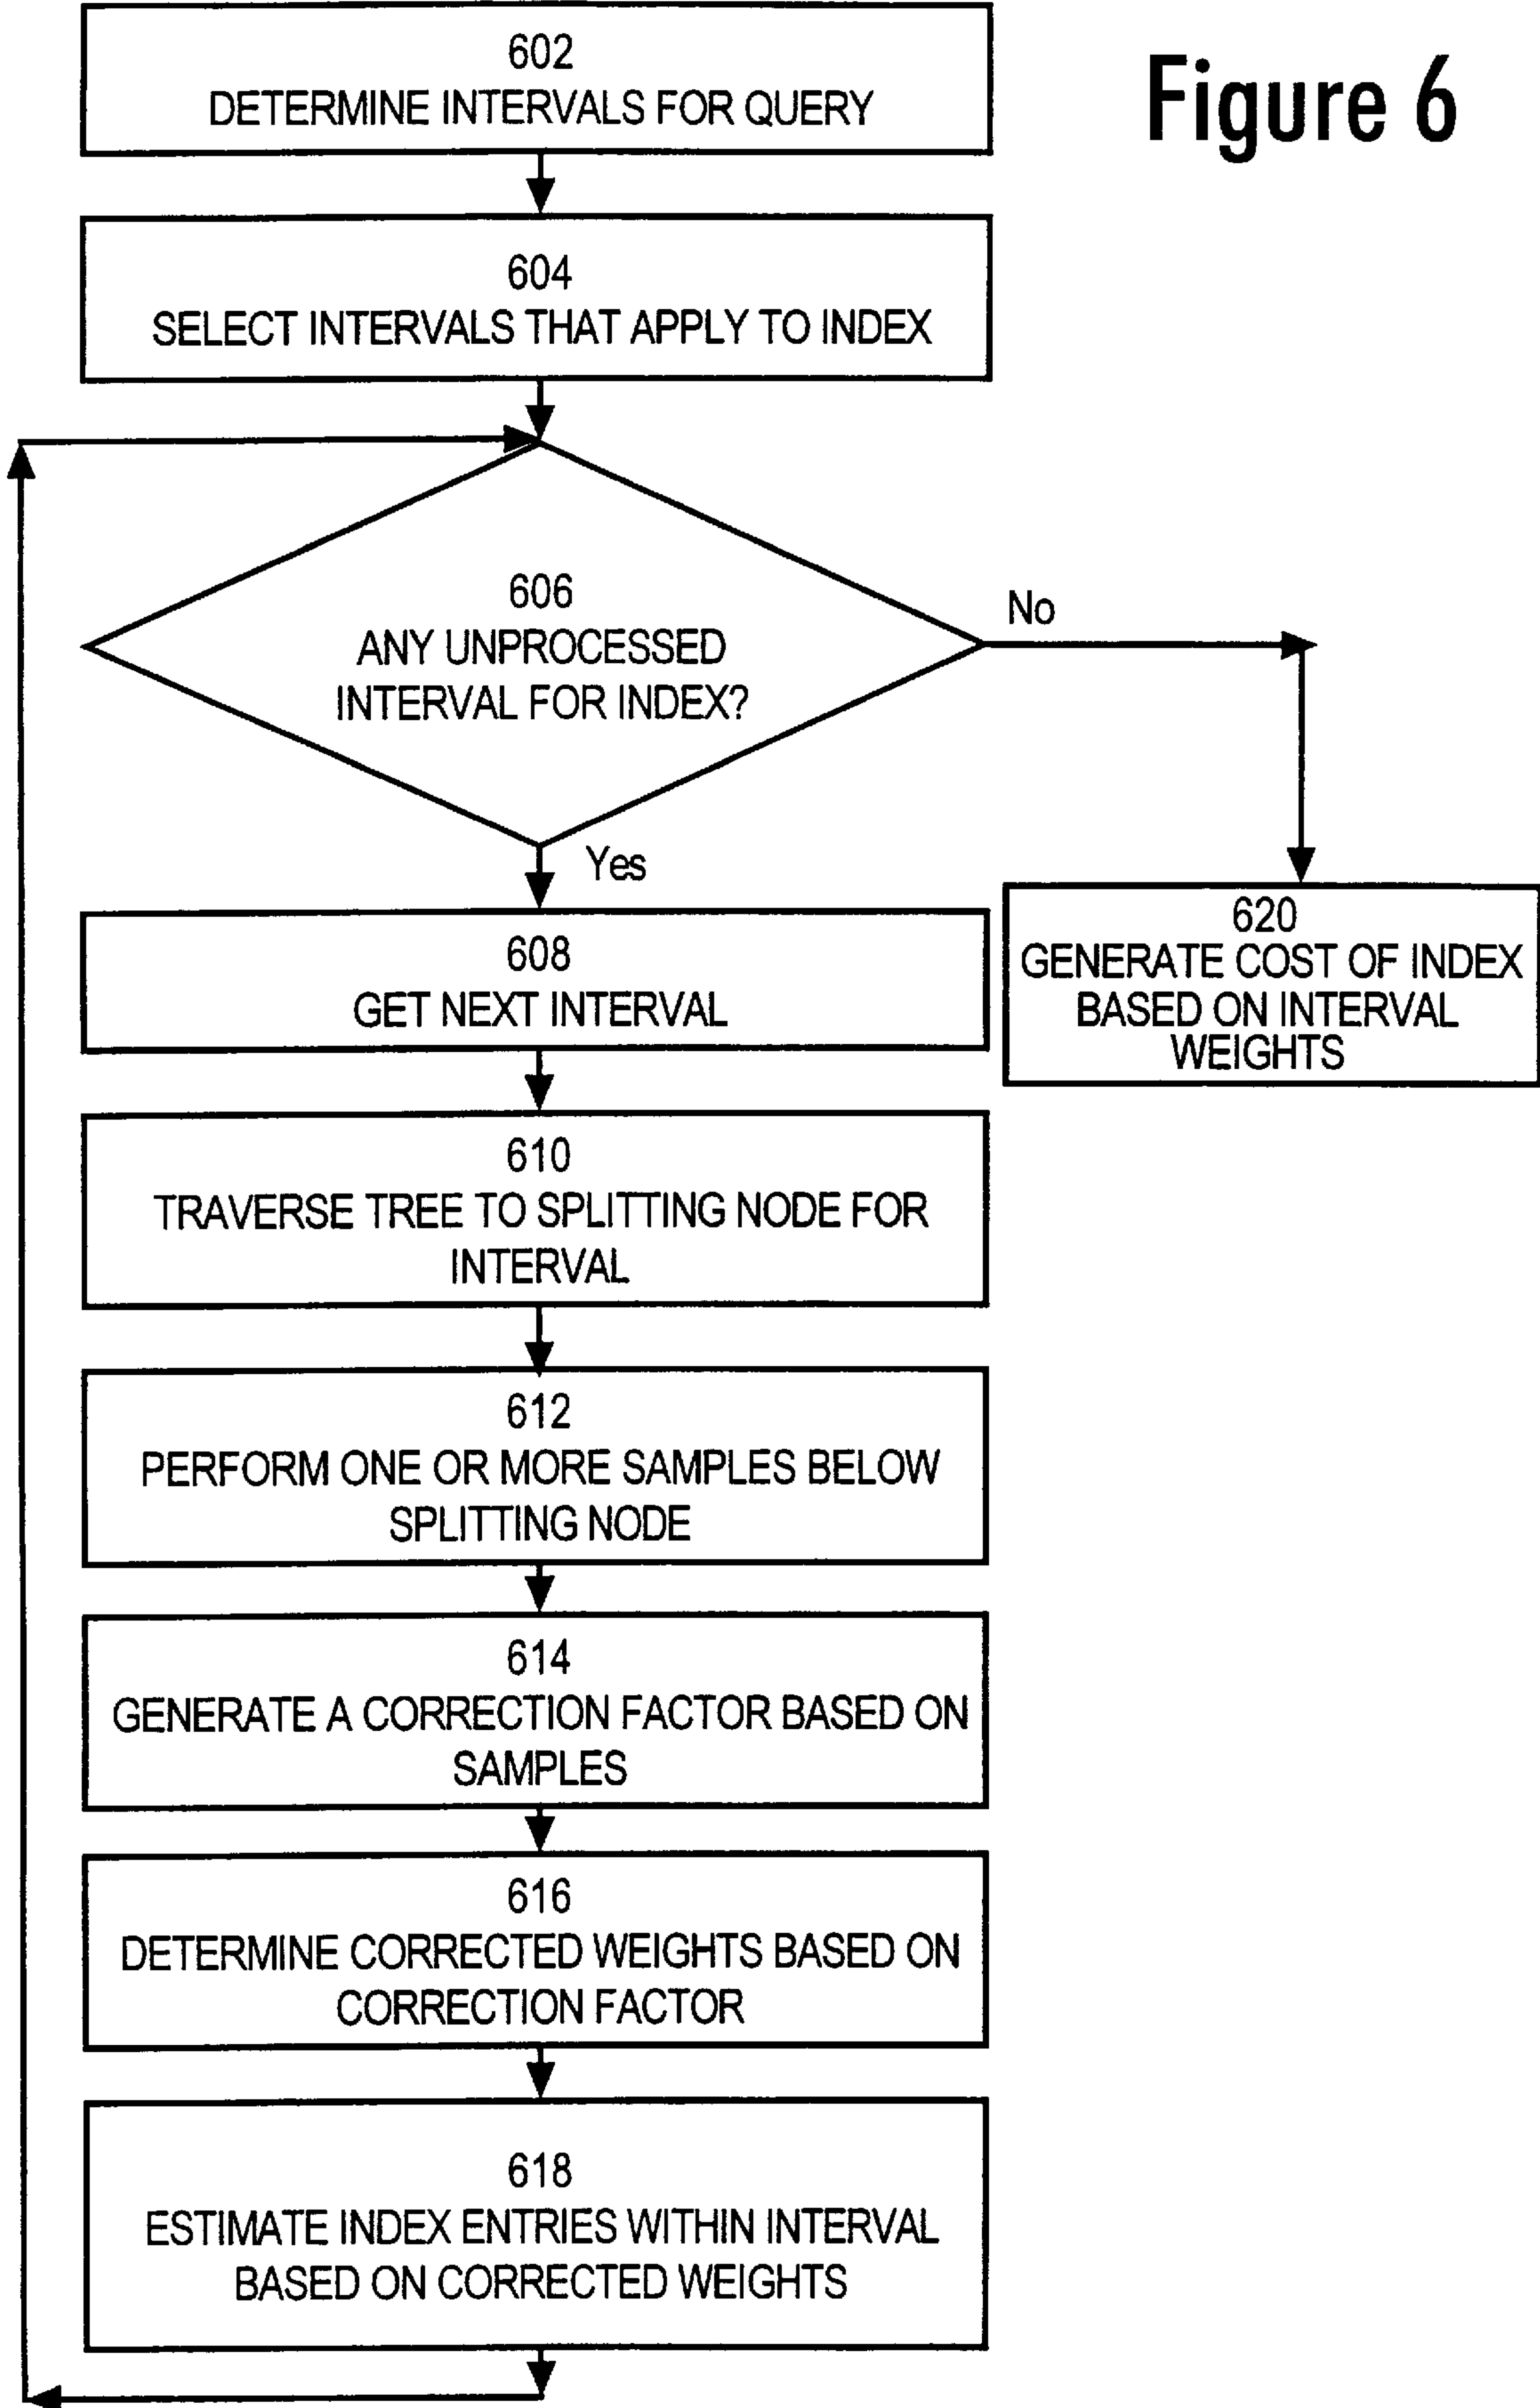 Figure 6
602
DETERMINE INTERVALS FOR QUERY
604
SELECT INTERVALS THAT APPLY TO INDEX
606
ANY UNPROCESSED
INTERVAL FOR INDEX?
No
Yes
608
GET NEXT INTERVAL
620
GENERATE COST OF INDEX
BASED ON INTERVAL
WEIGHTS
610
TRAVERSE TREE TO SPLITTING NODE FOR
INTERVAL
612
PERFORM ONE OR MORE SAMPLES BELOW
SPLITTING NODE
614
GENERATE A CORRECTION FACTOR BASED ON
SAMPLES
616
DETERMINE CORRECTED WEIGHTS BASED ON
CORRECTION FACTOR
618
ESTIMATE INDEX ENTRIES WITHIN INTERVAL
BASED ON CORRECTED WEIGHTS